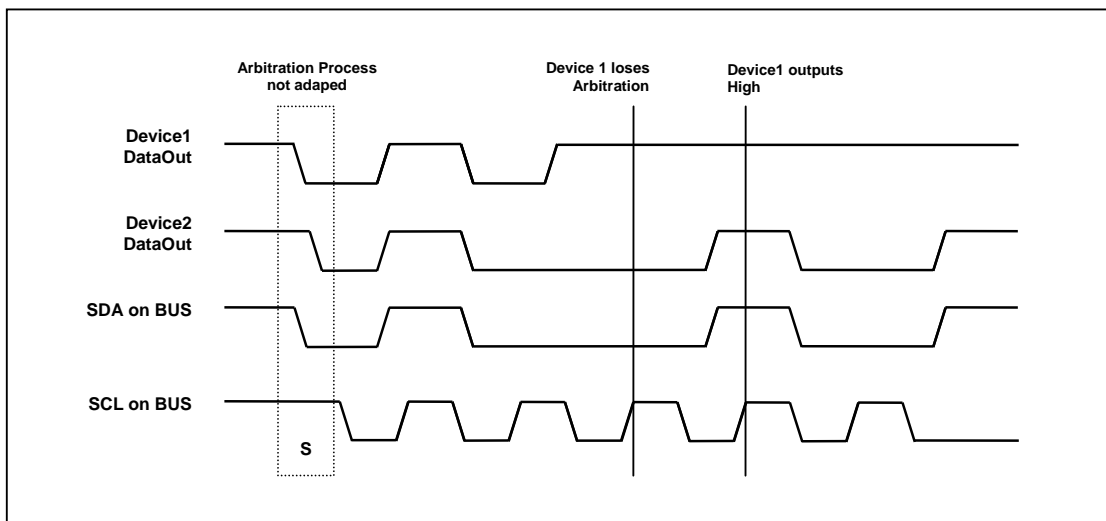 Arbitration Process
not adaped
Device 1 loses
Arbitration
Device1 outputs
High
Device1
DataOut
Device2
DataOut
SDA on BUS
SCL on BUS
S